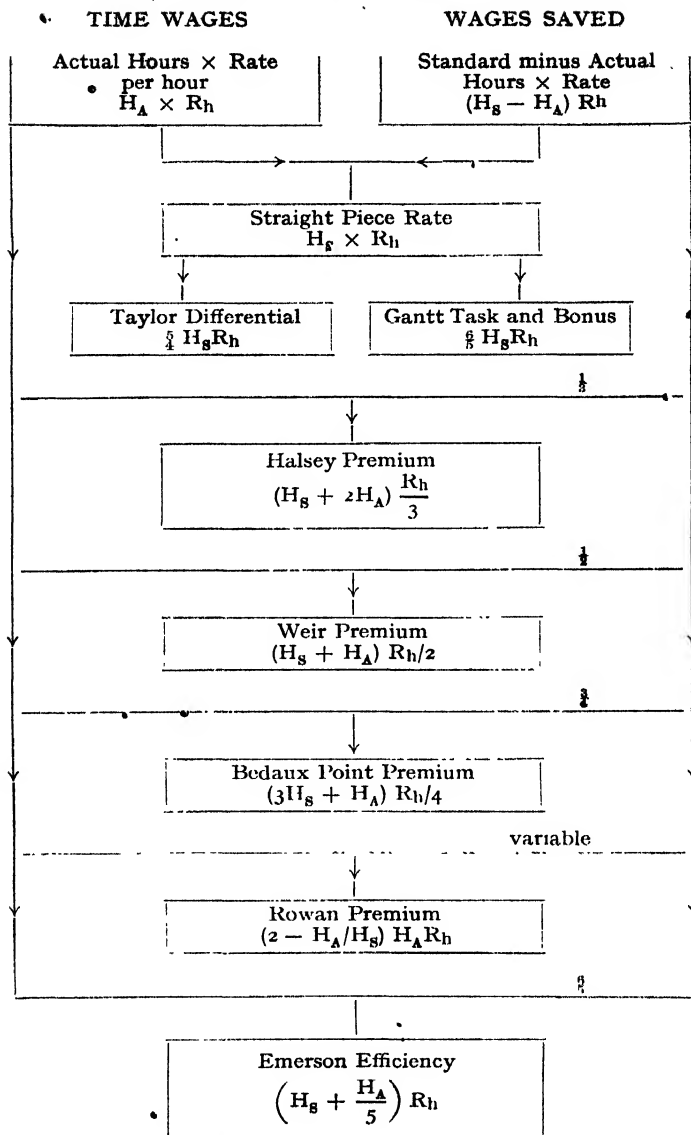 TIME WAGES
WAGES SAVED
Actual Hours × Rate
per hour
H_A × R_h
Standard minus Actual
Hours × Rate
(H_S − H_A) R_h
Straight Piece Rate
H_S × R_h
Taylor Differential
5/4 H_S R_h
Gantt Task and Bonus
6/5 H_S R_h
1/3
Halsey Premium
(H_S + 2H_A) R_h/3
1/2
Weir Premium
(H_S + H_A) R_h/2
3/4
Bedaux Point Premium
(3H_S + H_A) R_h/4
variable
Rowan Premium
(2 — H_A/H_S) H_A R_h
Emerson Efficiency
(H_S + H_A/5) R_h